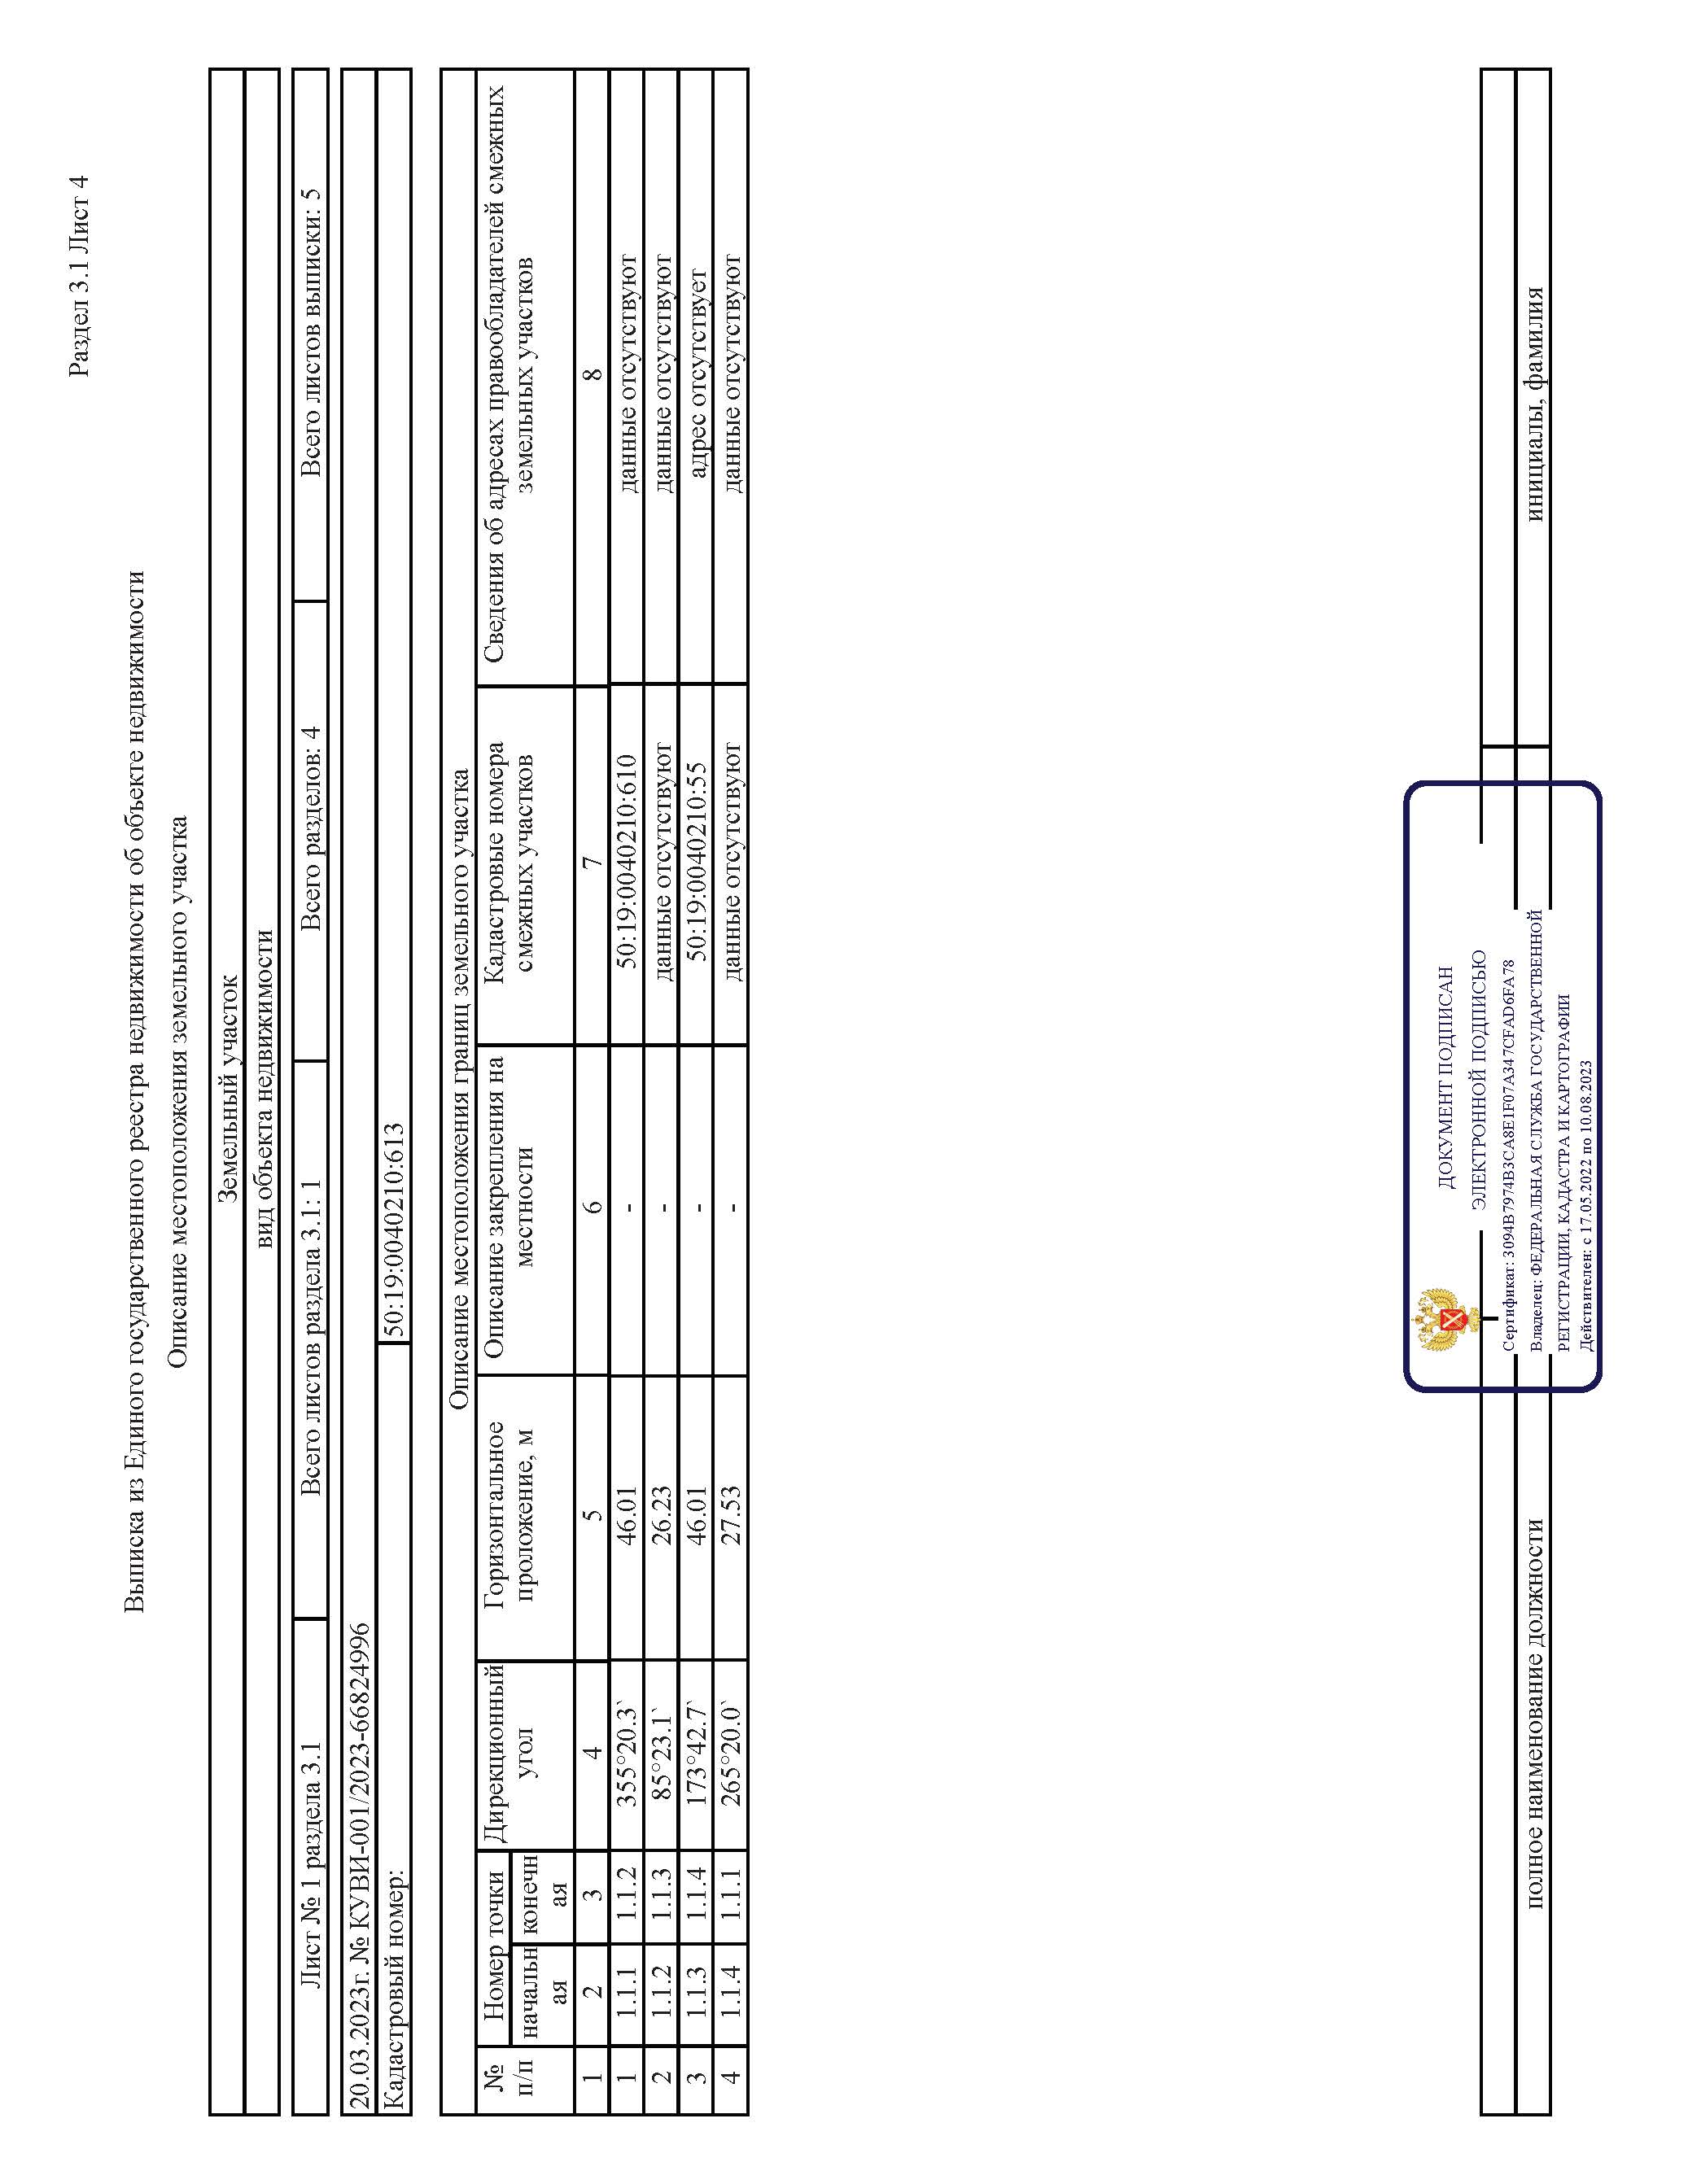 Раздел 3.1 Лист 4
Выписка из Единого государственного реестра недвижимости об объекте недвижимости
Описание местоположения земельного участка
Земельный участок
вид объекта недвижимости
Лист № 1 раздела 3.1 Всего листов раздела 3.1: 1 Всего разделов: 4 Всего листов выписки: 5
20.03.2023г. № КУВИ-001/2023-66824996
Кадастровый номер: 50:19:0040210:613
Описание местоположения границ земельного участка
№ Номер точки Дирекционный Горизонтальное Описание закрепления на Кадастровые номера Сведения об адресах правообладателей смежных
п/п начальн конечн угол проложение, м местности смежных участков земельных участков
ая ая
1 2 3 4 5 6 7 8
1 1.1.1 1.1.2 355°20.3` 46.01 - 50:19:0040210:610 данные отсутствуют
2 1.1.2 1.1.3 85°23.1` 26.23 - данные отсутствуют данные отсутствуют
3 1.1.3 1.1.4 173°42.7` 46.01 - 50:19:0040210:55 адрес отсутствует
4 1.1.4 1.1.1 265°20.0` 27.53 - данные отсутствуют данные отсутствуют
ДОКУМЕНТ ПОДПИСАН
ЭЛЕКТРОННОЙ ПОДПИСЬЮ
Сертификат: 3094B7974B3CA8E1F07A347CFAD6FA78
Владелец: ФЕДЕРАЛЬНАЯ СЛУЖБА ГОСУДАРСТВЕННОЙ
РЕГИСТРАЦИИ, КАДАСТРА И КАРТОГРАФИИ
Действителен: с 17.05.2022 по 10.08.2023
полное наименование должности инициалы, фамилия